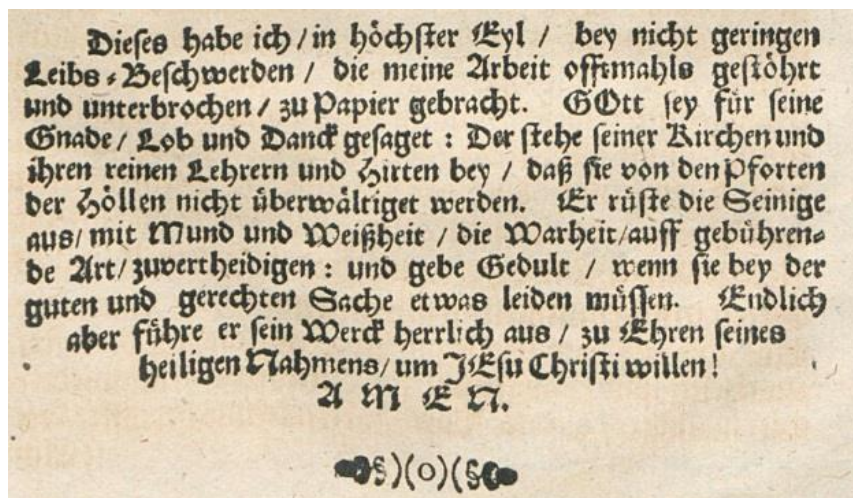 Dieses habe ich / in höchster Eyl / bey nicht geringen
Leibs-Beschwerden / die meine Arbeit offtmahls gestöhrt
und unterbrochen / zu Papier gebracht. GOtt sey für seine
Gnade / Lob und Danck gesaget : Der stehe seiner Kirchen und
ihren reinen Lehrern und Hirten bey / daß sie von den Pforten
der Höllen nicht überwältiget werden. Er rüste die Seinige
aus / mit Mund und Weißheit / die Warheit / auff gebühren-
de Art / zuvertheidigen : und gebe Gedult / wenn sie bey der
guten und gerechten Sache etwas leiden müssen. Endlich
aber führe er sein Werck herrlich aus / zu Ehren seines
heiligen Nahmens / um JEsu Christi willen !
A M E N.
§)(o)(§